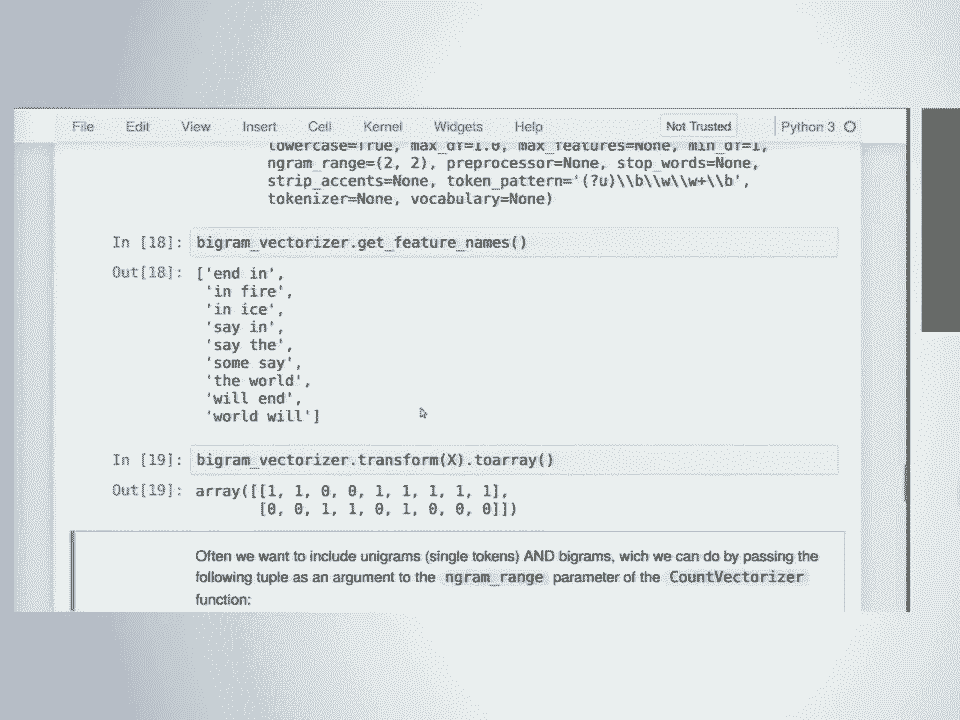 File Edit View Insert Cell Kernel Widgets Help Not Trusted Python 3
lowercase=True, max_df=1.0, max_features=None, min_df=1,
ngram_range=(2, 2), preprocessor=None, stop_words=None,
strip_accents=None, token_pattern='(?u)\\b\\w\\w+\\b',
tokenizer=None, vocabulary=None)
In [18]: bigram_vectorizer.get_feature_names()
Out[18]: ['end in',
'in fire',
'in ice',
'say in',
'say the',
'some say',
'the world',
'will end',
'world will']
In [19]: bigram_vectorizer.transform(X).toarray()
Out[19]: array([[1, 1, 0, 0, 1, 1, 1, 1, 1],
[0, 0, 1, 1, 0, 1, 0, 0, 0]])
Often we want to include unigrams (single tokens) AND bigrams, wich we can do by passing the
following tuple as an argument to the ngram_range parameter of the CountVectorizer
function: